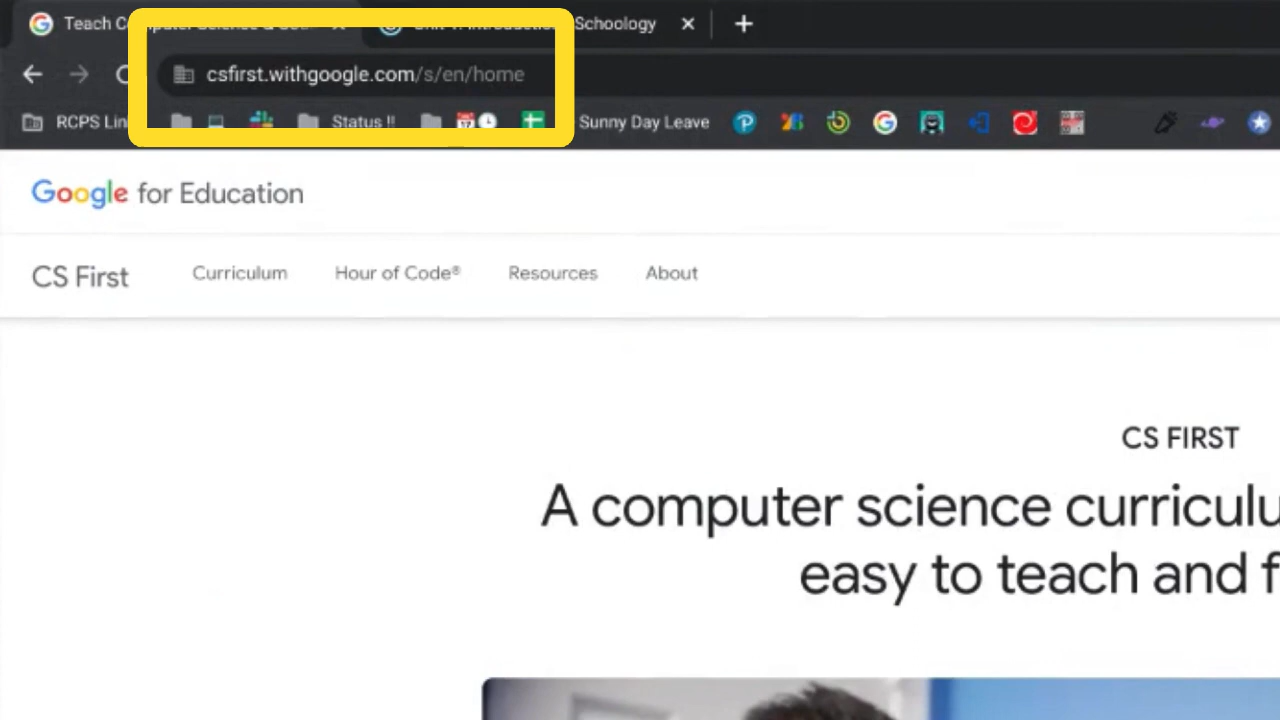 Teach C
Schoology
csfirst.withgoogle.com/s/en/home
RCPS Lin
Status !!
Sunny Day Leave
Google for Education
CS First
Curriculum
Hour of Code®
Resources
About
CS FIRST
A computer science curriculu
easy to teach and f